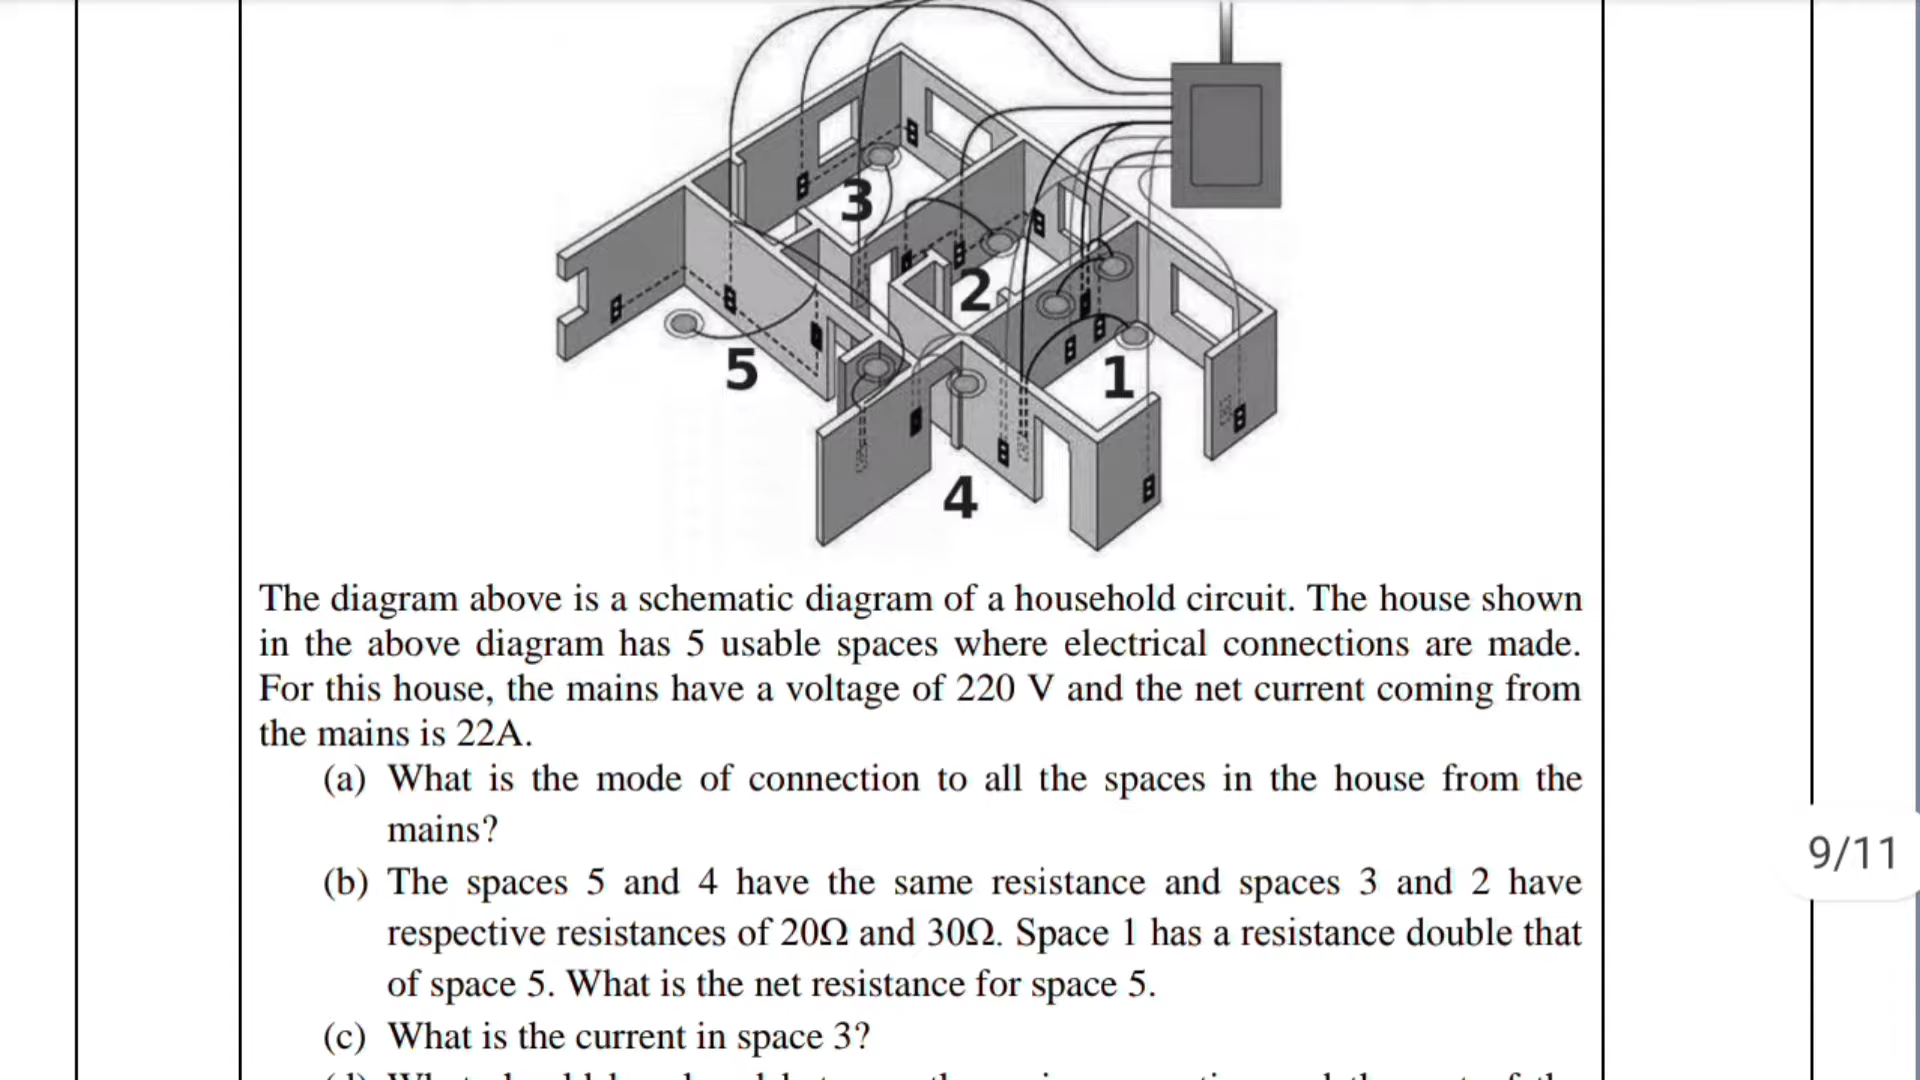 3
2
1
5
4
The diagram above is a schematic diagram of a household circuit. The house shown
in the above diagram has 5 usable spaces where electrical connections are made.
For this house, the mains have a voltage of 220 V and the net current coming from
the mains is 22A.
(a) What is the mode of connection to all the spaces in the house from the
mains?
9/11
(b) The spaces 5 and 4 have the same resistance and spaces 3 and 2 have
respective resistances of 20Ω and 30Ω. Space 1 has a resistance double that
of space 5. What is the net resistance for space 5.
(c) What is the current in space 3?